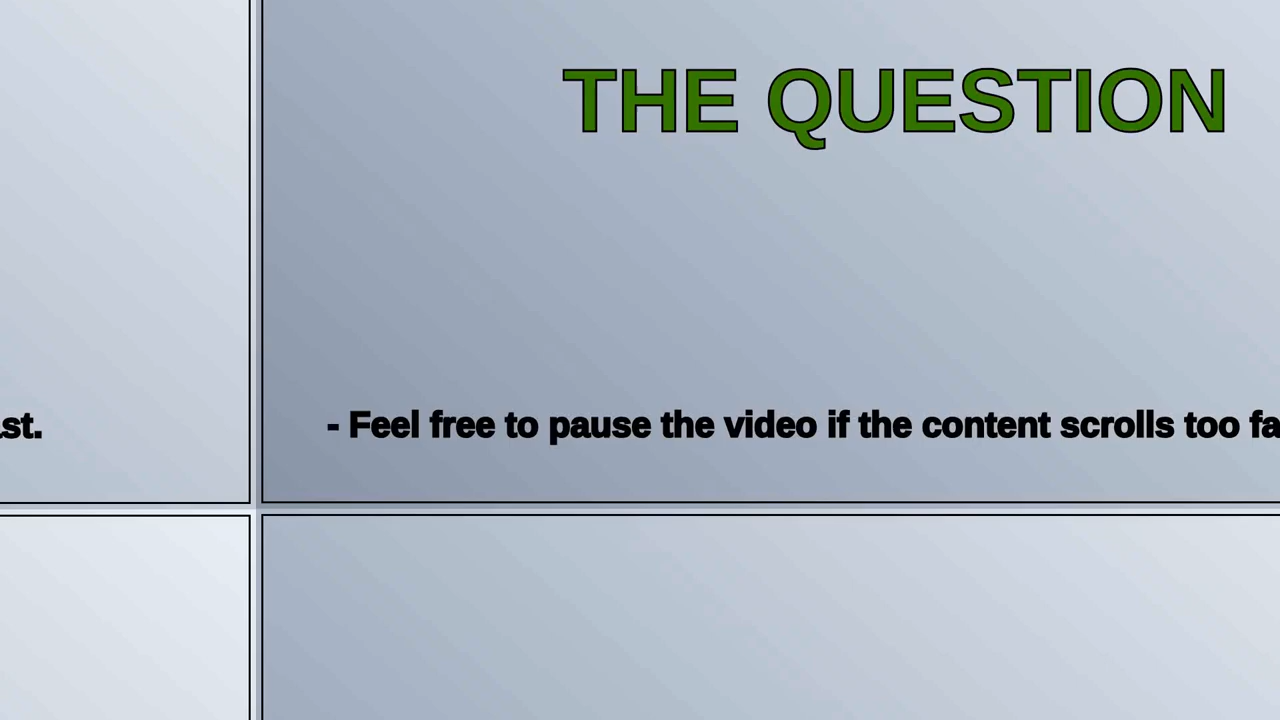 THE QUESTION
st.
- Feel free to pause the video if the content scrolls too fa